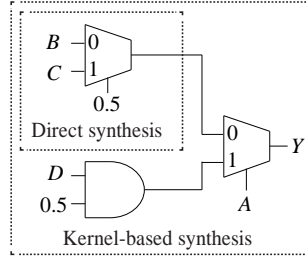 B
0
C
1
0.5
Direct synthesis
0
1
Y
D
0.5
A
Kernel-based synthesis